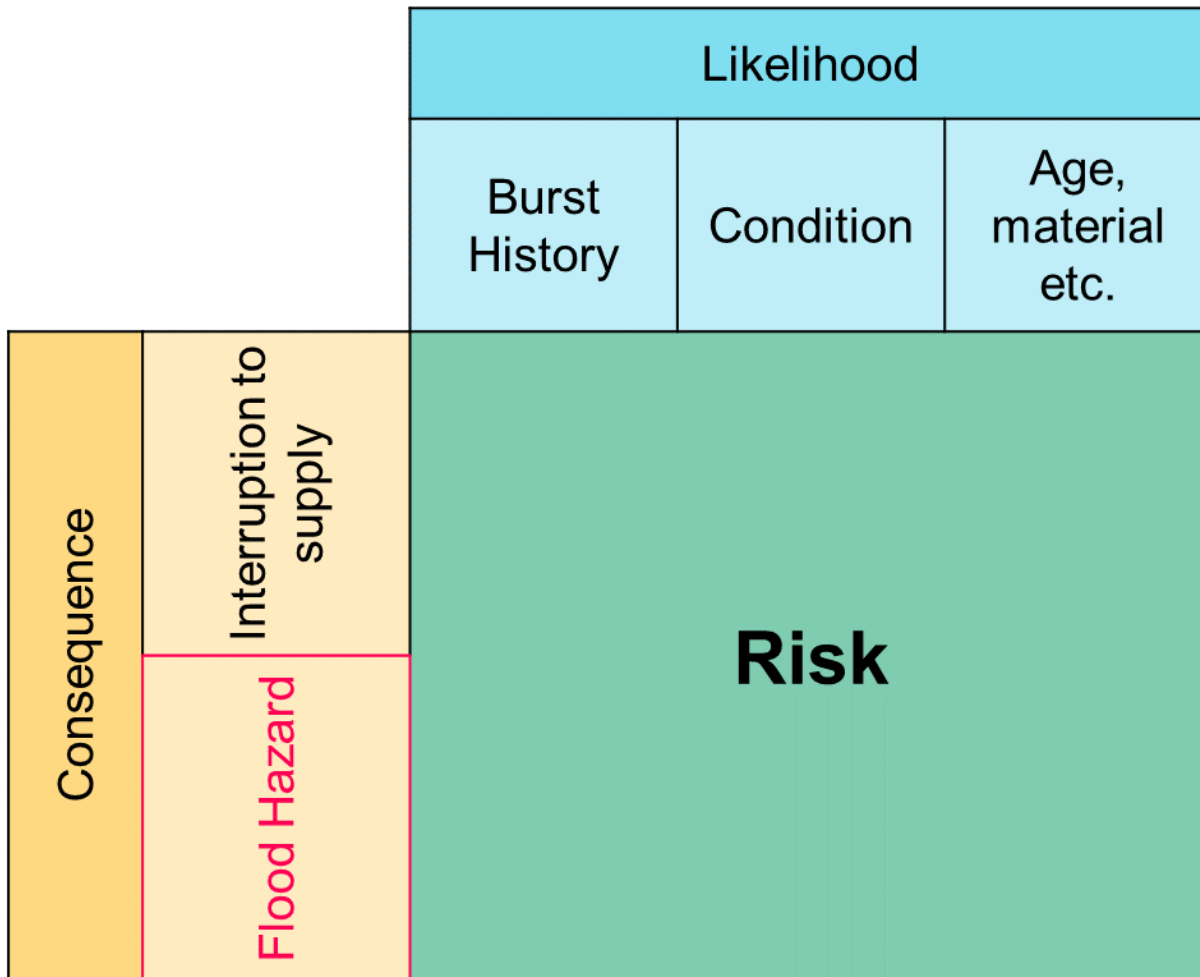 Likelihood
Burst
History
Condition
Age,
material
etc.
Consequence
Interruption to
supply
Flood Hazard
Risk